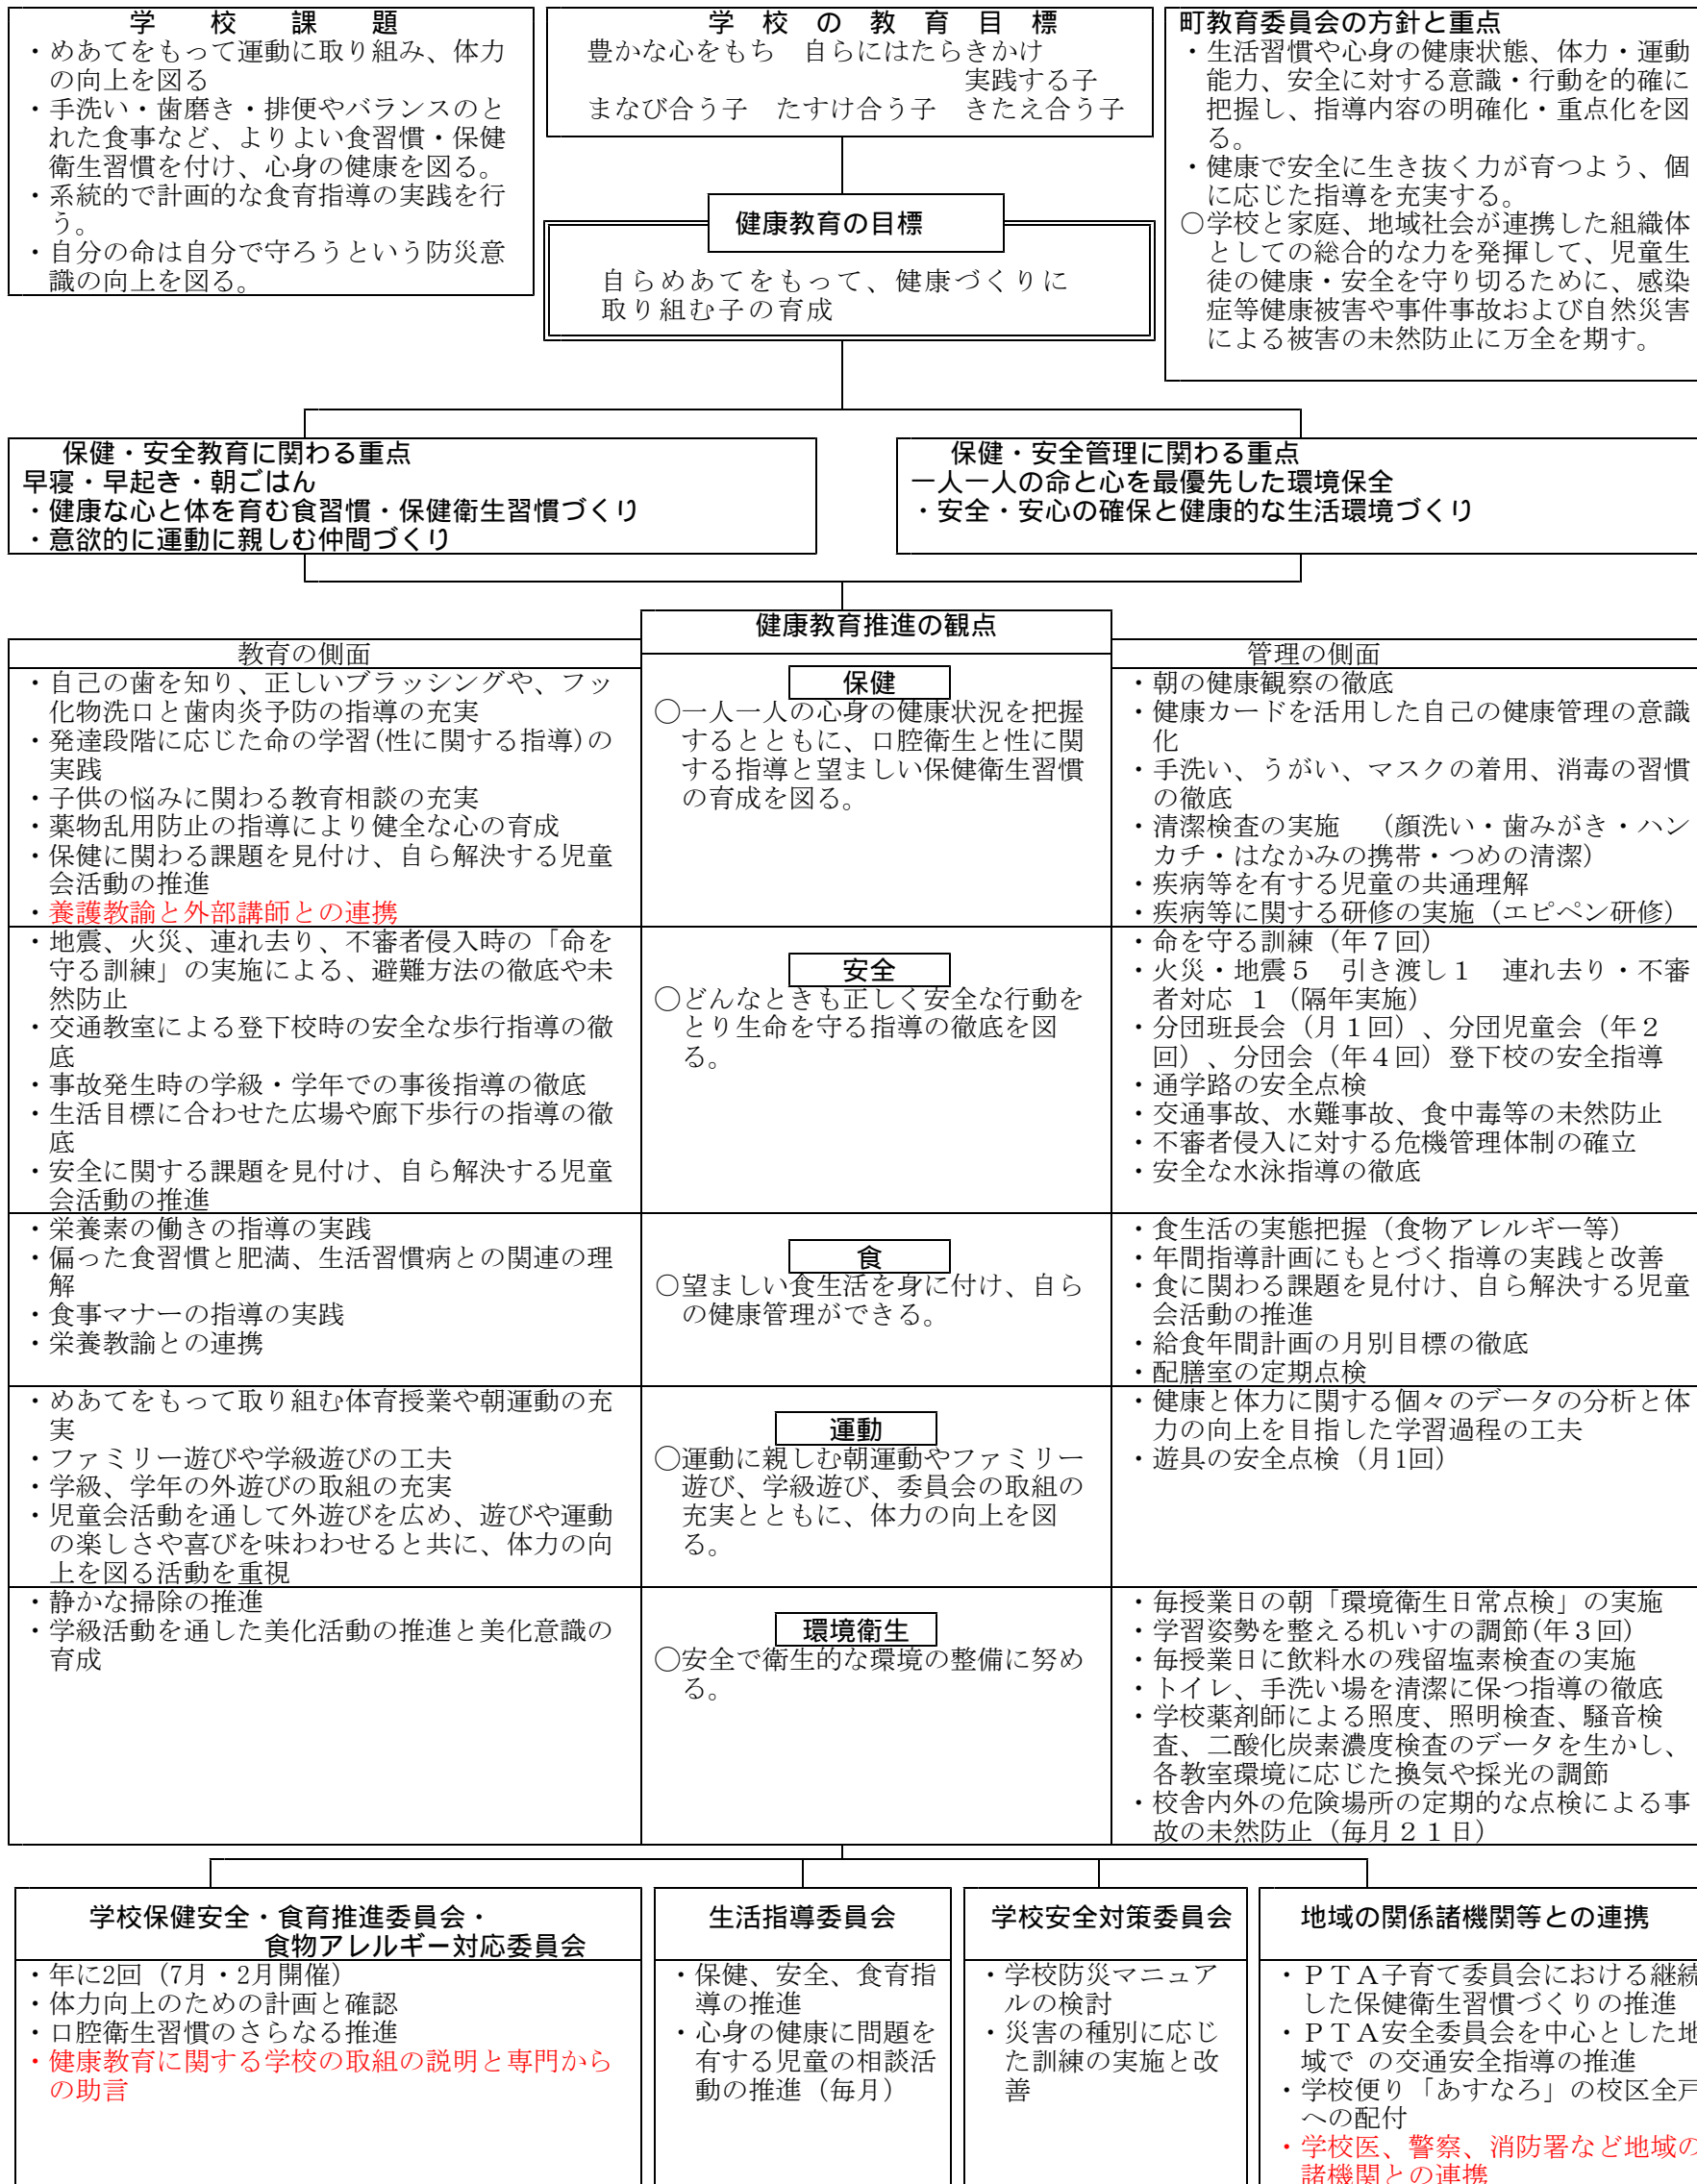 学校課題
・めあてをもって運動に取り組み、体力
の向上を図る
・手洗い・歯磨き・排便やバランスのと
れた食事など、よりよい食習慣・保健
衛生習慣を付け、心身の健康を図る。
・系統的で計画的な食育指導の実践を行
う。
・自分の命は自分で守ろうという防災意
識の向上を図る。
学校の教育目標
豊かな心をもち　自らにはたらきかけ
実践する子
まなび合う子　たすけ合う子　きたえ合う子
町教育委員会の方針と重点
・生活習慣や心身の健康状態、体力・運動
能力、安全に対する意識・行動を的確に
把握し、指導内容の明確化・重点化を図
る。
・健康で安全に生き抜く力が育つよう、個
に応じた指導を充実する。
○学校と家庭、地域社会が連携した組織体
としての総合的な力を発揮して、児童生
徒の健康・安全を守り切るために、感染
症等健康被害や事件事故および自然災害
による被害の未然防止に万全を期す。
健康教育の目標
自らめあてをもって、健康づくりに
取り組む子の育成
保健・安全教育に関わる重点
早寝・早起き・朝ごはん
・健康な心と体を育む食習慣・保健衛生習慣づくり
・意欲的に運動に親しむ仲間づくり
保健・安全管理に関わる重点
一人一人の命と心を最優先した環境保全
・安全・安心の確保と健康的な生活環境づくり
健康教育推進の観点
教育の側面
管理の側面
・自己の歯を知り、正しいブラッシングや、フッ
化物洗口と歯肉炎予防の指導の充実
・発達段階に応じた命の学習(性に関する指導)の
実践
・子供の悩みに関わる教育相談の充実
・薬物乱用防止の指導により健全な心の育成
・保健に関わる課題を見付け、自ら解決する児童
会活動の推進
・養護教諭と外部講師との連携
保健
○一人一人の心身の健康状況を把握
するとともに、口腔衛生と性に関
する指導と望ましい保健衛生習慣
の育成を図る。
・朝の健康観察の徹底
・健康カードを活用した自己の健康管理の意識
化
・手洗い、うがい、マスクの着用、消毒の習慣
の徹底
・清潔検査の実施　（顔洗い・歯みがき・ハン
カチ・はなかみの携帯・つめの清潔）
・疾病等を有する児童の共通理解
・疾病等に関する研修の実施（エピペン研修）
・地震、火災、連れ去り、不審者侵入時の「命を
守る訓練」の実施による、避難方法の徹底や未
然防止
・交通教室による登下校時の安全な歩行指導の徹
底
・事故発生時の学級・学年での事後指導の徹底
・生活目標に合わせた広場や廊下歩行の指導の徹
底
・安全に関する課題を見付け、自ら解決する児童
会活動の推進
安全
○どんなときも正しく安全な行動を
とり生命を守る指導の徹底を図
る。
・命を守る訓練（年７回）
・火災・地震５　引き渡し１　連れ去り・不審
者対応 １（隔年実施）
・分団班長会（月１回）、分団児童会（年２
回）、分団会（年４回）登下校の安全指導
・通学路の安全点検
・交通事故、水難事故、食中毒等の未然防止
・不審者侵入に対する危機管理体制の確立
・安全な水泳指導の徹底
・栄養素の働きの指導の実践
・偏った食習慣と肥満、生活習慣病との関連の理
解
・食事マナーの指導の実践
・栄養教諭との連携
食
○望ましい食生活を身に付け、自ら
の健康管理ができる。
・食生活の実態把握（食物アレルギー等）
・年間指導計画にもとづく指導の実践と改善
・食に関わる課題を見付け、自ら解決する児童
会活動の推進
・給食年間計画の月別目標の徹底
・配膳室の定期点検
・めあてをもって取り組む体育授業や朝運動の充
実
・ファミリー遊びや学級遊びの工夫
・学級、学年の外遊びの取組の充実
・児童会活動を通して外遊びを広め、遊びや運動
の楽しさや喜びを味わわせると共に、体力の向
上を図る活動を重視
運動
○運動に親しむ朝運動やファミリー
遊び、学級遊び、委員会の取組の
充実とともに、体力の向上を図
る。
・健康と体力に関する個々のデータの分析と体
力の向上を目指した学習過程の工夫
・遊具の安全点検（月1回）
・静かな掃除の推進
・学級活動を通した美化活動の推進と美化意識の
育成
環境衛生
○安全で衛生的な環境の整備に努め
る。
・毎授業日の朝「環境衛生日常点検」の実施
・学習姿勢を整える机いすの調節(年３回)
・毎授業日に飲料水の残留塩素検査の実施
・トイレ、手洗い場を清潔に保つ指導の徹底
・学校薬剤師による照度、照明検査、騒音検
査、二酸化炭素濃度検査のデータを生かし、
各教室環境に応じた換気や採光の調節
・校舎内外の危険場所の定期的な点検による事
故の未然防止（毎月２１日）
学校保健安全・食育推進委員会・
食物アレルギー対応委員会
・年に2回（7月・2月開催）
・体力向上のための計画と確認
・口腔衛生習慣のさらなる推進
・健康教育に関する学校の取組の説明と専門から
の助言
生活指導委員会
・保健、安全、食育指
導の推進
・心身の健康に問題を
有する児童の相談活
動の推進（毎月）
学校安全対策委員会
・学校防災マニュア
ルの検討
・災害の種別に応じ
た訓練の実施と改
善
地域の関係諸機関等との連携
・ＰＴＡ子育て委員会における継続
した保健衛生習慣づくりの推進
・ＰＴＡ安全委員会を中心とした地
域で の交通安全指導の推進
・学校便り「あすなろ」の校区全戸
への配付
・学校医、警察、消防署など地域の
諸機関との連携